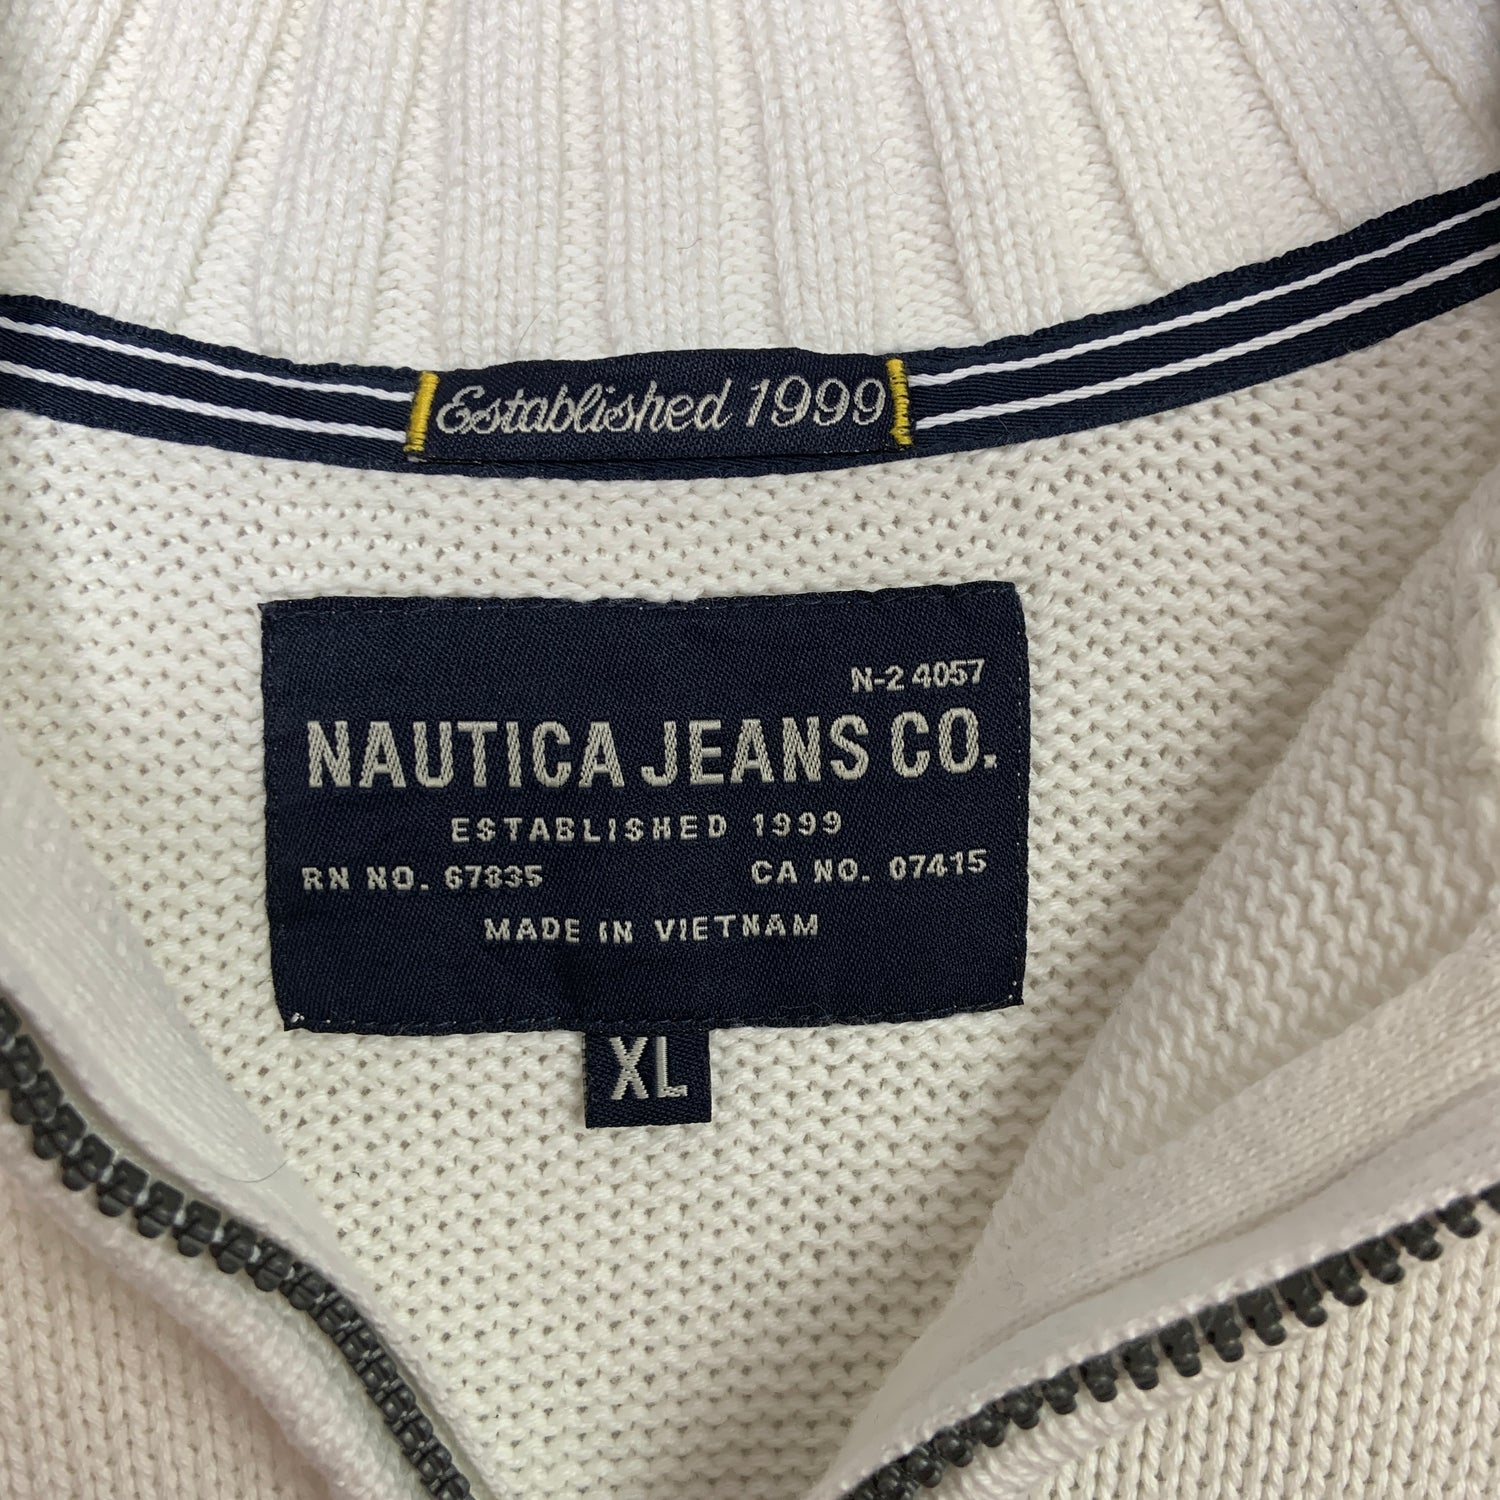 Established 1999
N-2 4057
NAUTICA JEANS CO.
ESTABLISHED 1999
RN NO. 67835 CA NO. 07415
MADE IN VIETNAM
XL